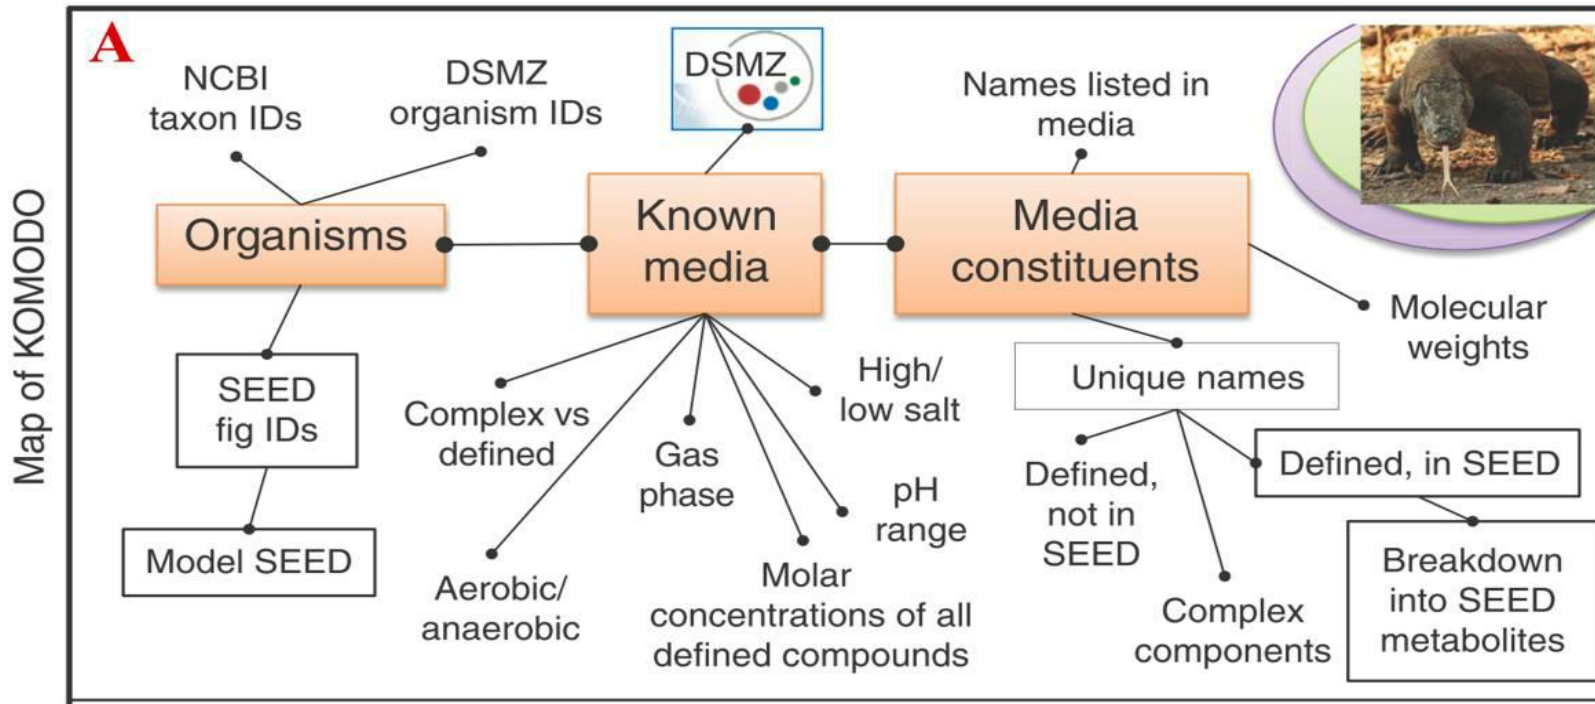 A
Map of KOMODO
NCBI
taxon IDs
DSMZ
organism IDs
DSMZ
Names listed in
media
Organisms
Known
media
Media
constituents
Molecular
weights
SEED
fig IDs
Model SEED
Complex vs
defined
Aerobic/
anaerobic
Gas
phase
Molar
concentrations of all
defined compounds
pH
range
High/
low salt
Unique names
Defined,
not in
SEED
Complex
components
Defined, in SEED
Breakdown
into SEED
metabolites